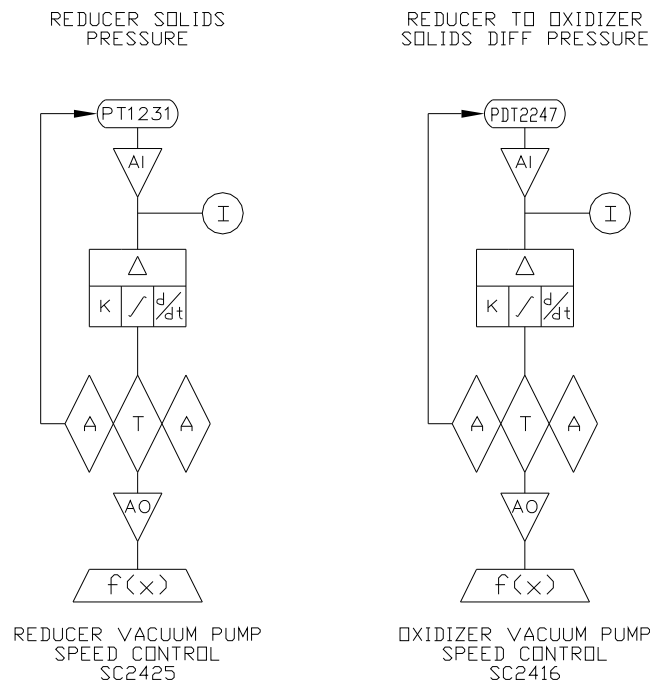 REDUCER SOLIDS
PRESSURE
PT1231
AI
I
Δ
K ∫ d/dt
A T A
AO
f(x)
REDUCER VACUUM PUMP
SPEED CONTROL
SC2425
REDUCER TO OXIDIZER
SOLIDS DIFF PRESSURE
PDT2247
AI
I
Δ
K ∫ d/dt
A T A
AO
f(x)
OXIDIZER VACUUM PUMP
SPEED CONTROL
SC2416